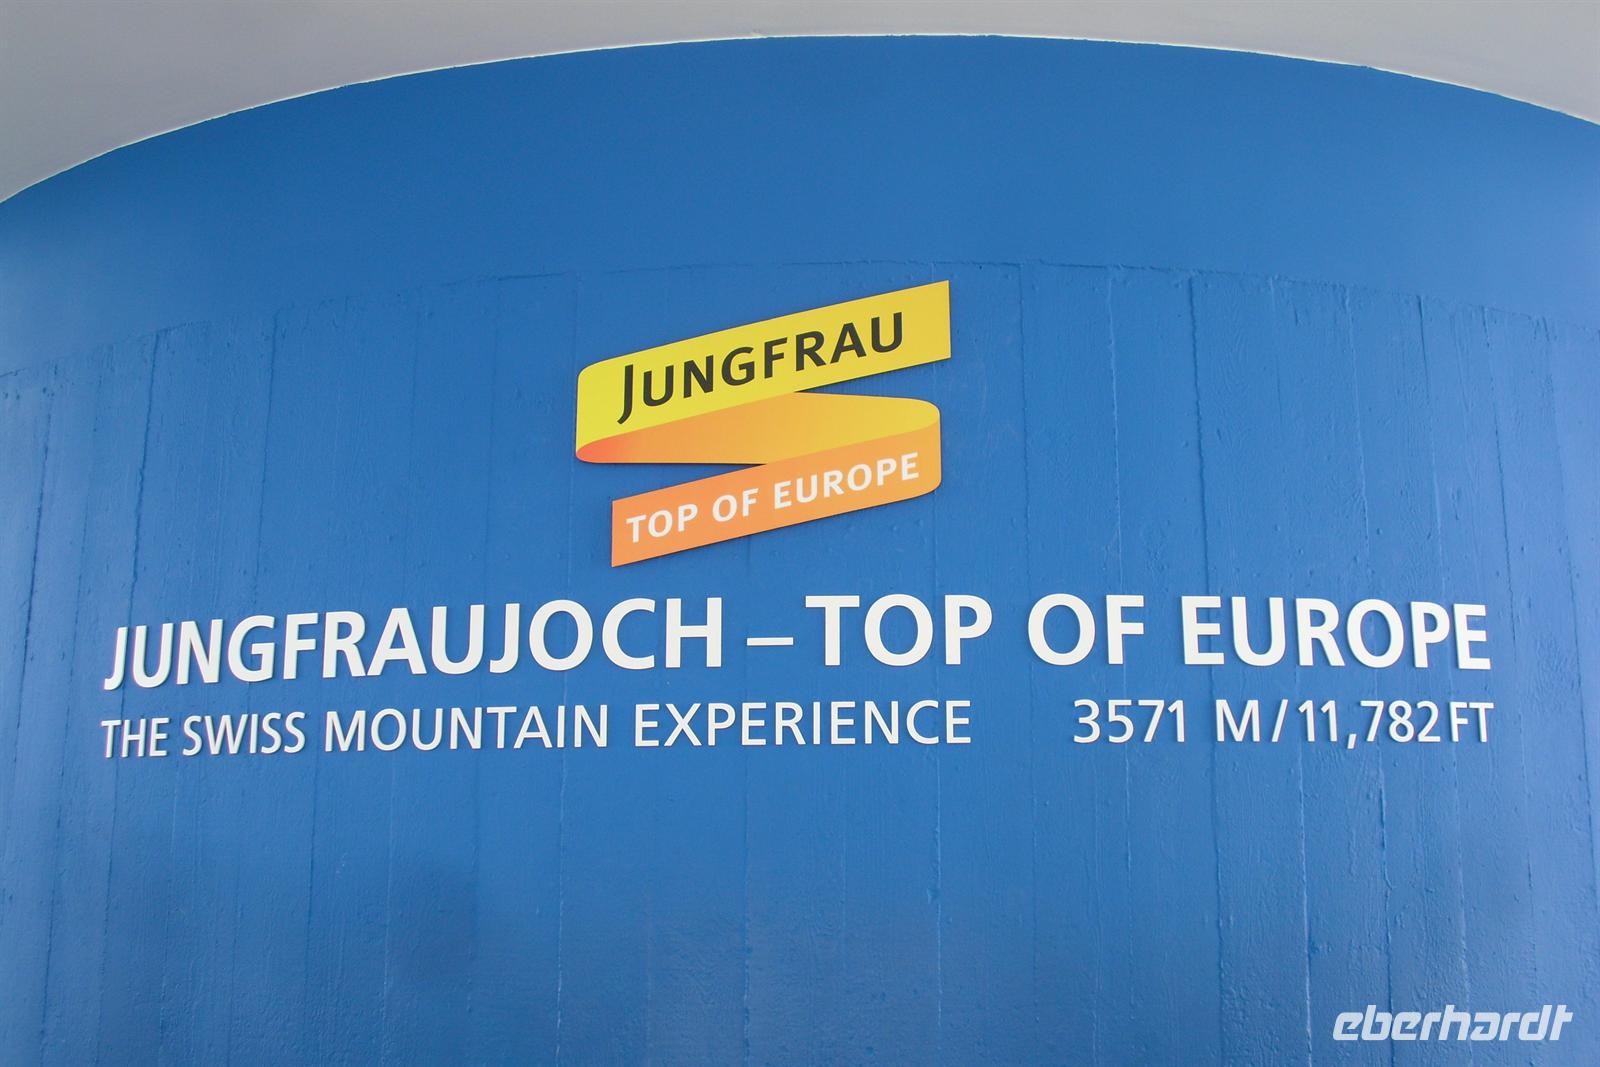 JUNGFRAU
TOP OF EUROPE
JUNGFRAUJOCH – TOP OF EUROPE
THE SWISS MOUNTAIN EXPERIENCE 3571 M / 11,782 FT
eberhardt